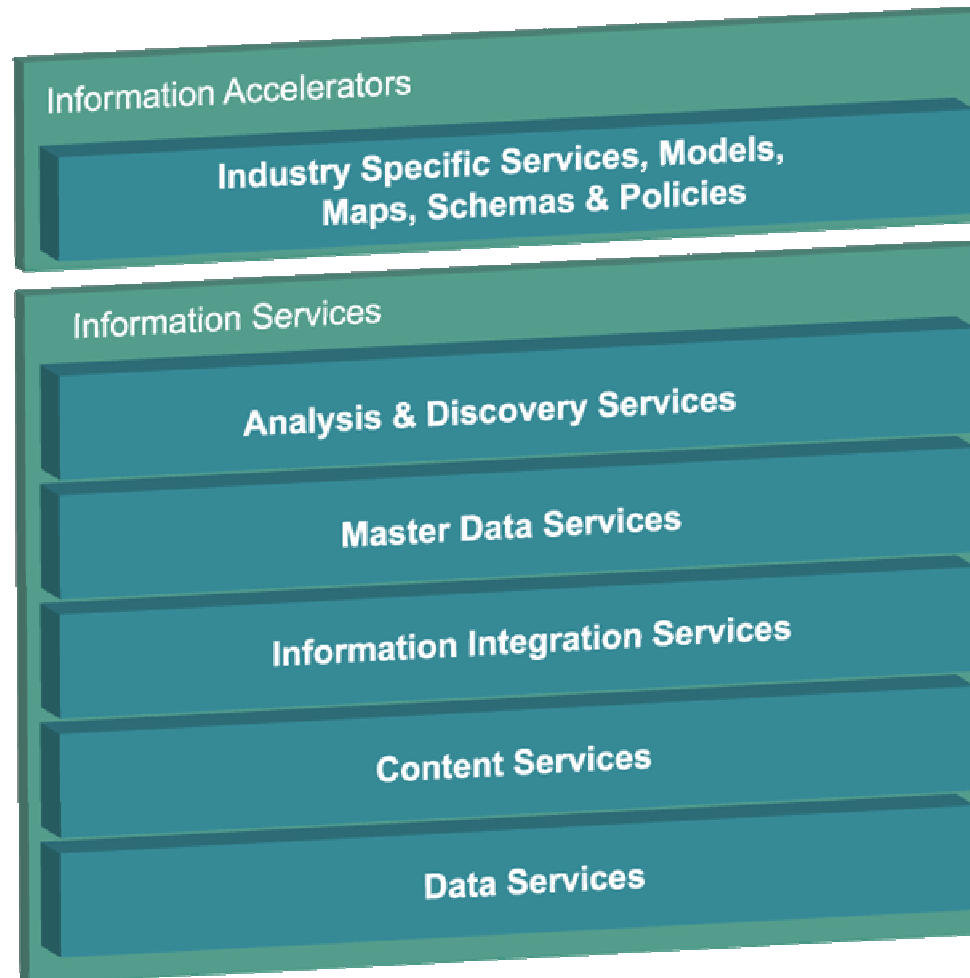 Information Accelerators
Industry Specific Services, Models,
Maps, Schemas & Policies
Information Services
Analysis & Discovery Services
Master Data Services
Information Integration Services
Content Services
Data Services